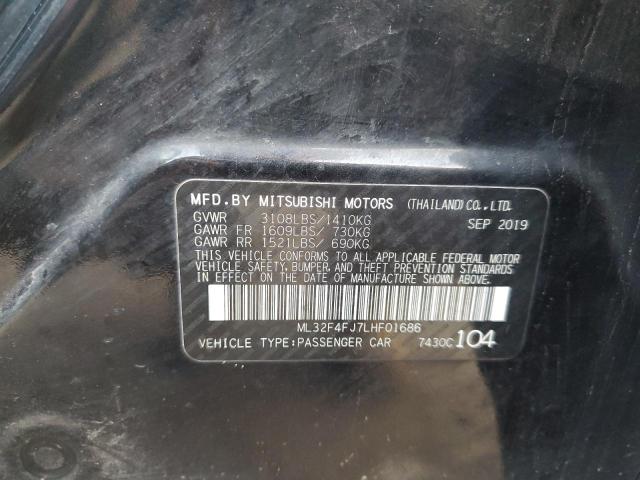 MFD. BY MITSUBISHI MOTORS (THAILAND) CO., LTD.
GVWR 3108LBS/1410KG SEP 2019
GAWR FR 1609LBS/ 730KG
GAWR RR 1521LBS/ 690KG
THIS VEHICLE CONFORMS TO ALL APPLICABLE FEDERAL MOTOR
VEHICLE SAFETY, BUMPER, AND THEFT PREVENTION STANDARDS
IN EFFECT ON THE DATE OF MANUFACTURE SHOWN ABOVE.
ML32F4FJ7LHF01686
VEHICLE TYPE:PASSENGER CAR 7430C 104